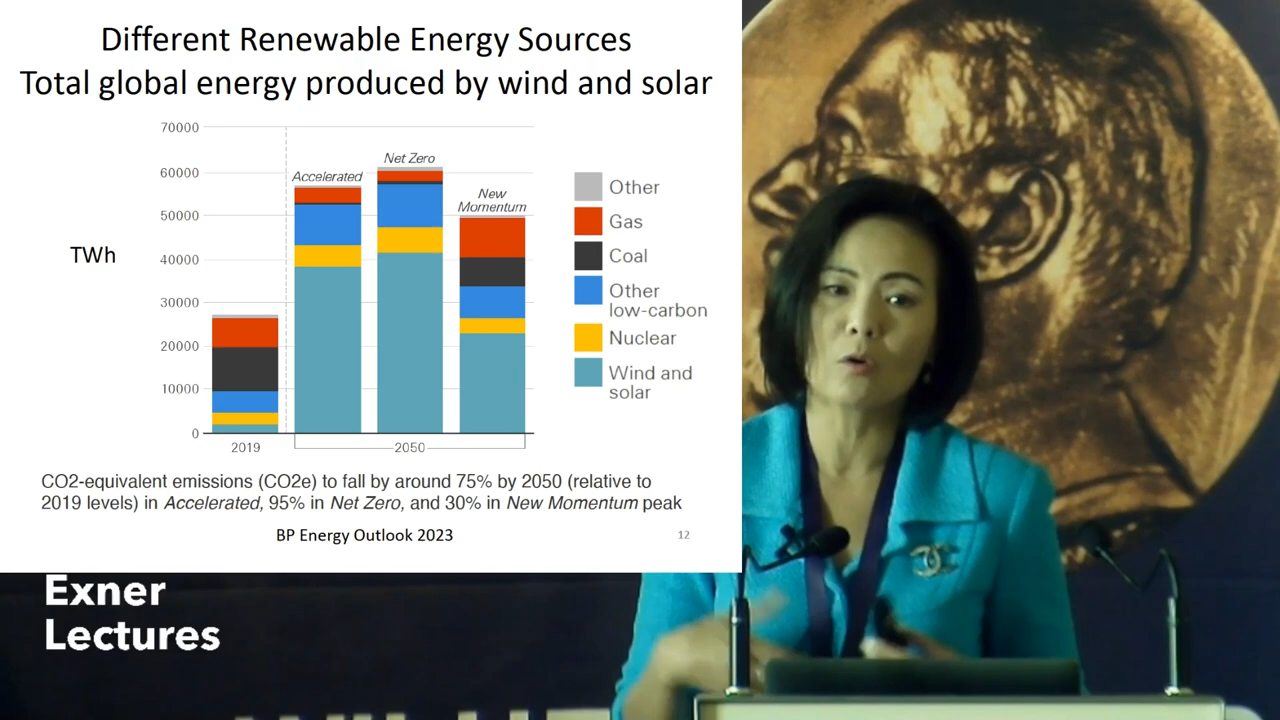 Different Renewable Energy Sources
Total global energy produced by wind and solar
TWh
70000
60000
50000
40000
30000
20000
10000
0
Accelerated
Net Zero
New
Momentum
2019
2050
Other
Gas
Coal
Other
low-carbon
Nuclear
Wind and
solar
CO2-equivalent emissions (CO2e) to fall by around 75% by 2050 (relative to
2019 levels) in Accelerated, 95% in Net Zero, and 30% in New Momentum peak
BP Energy Outlook 2023
12
Exner
Lectures